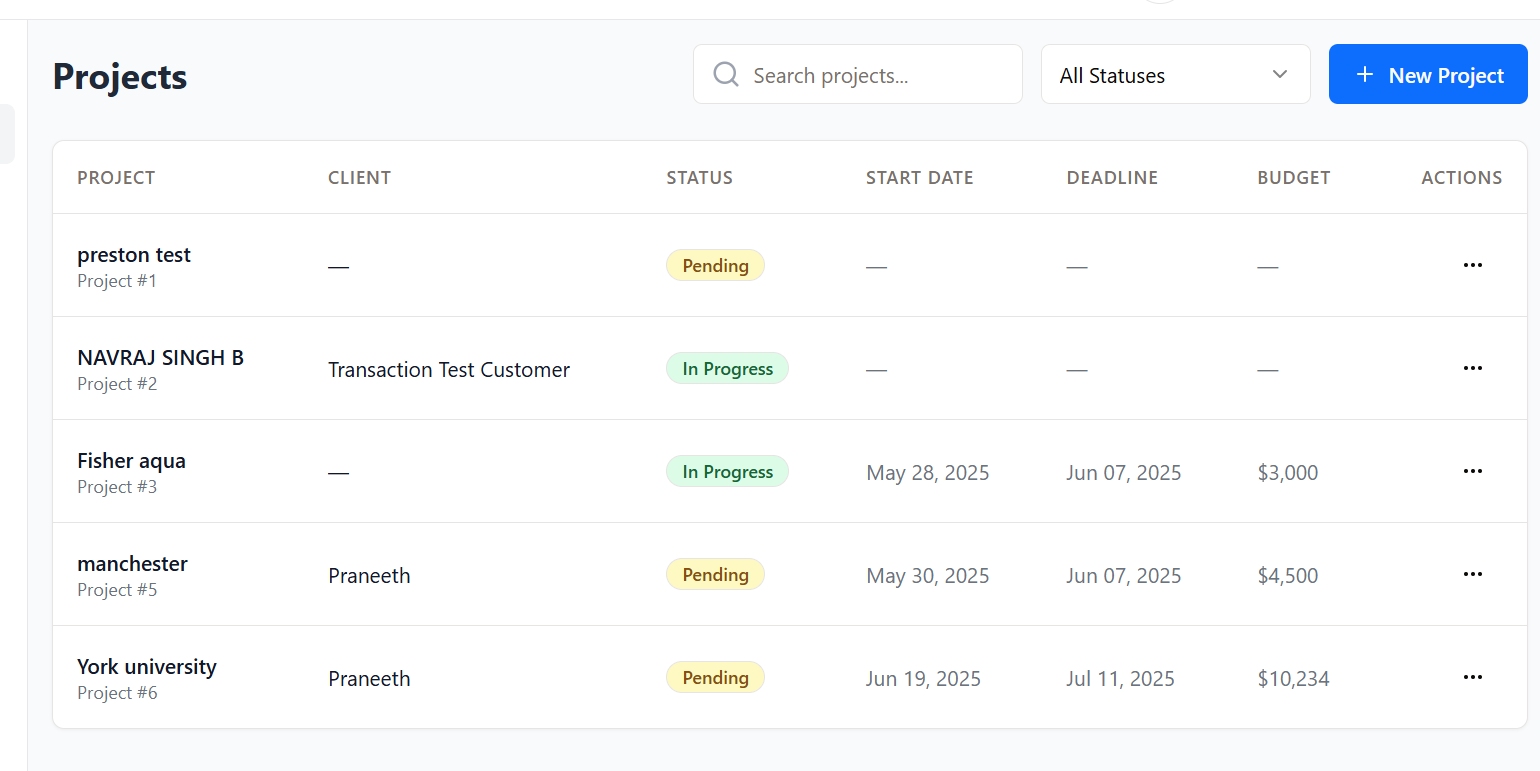 Projects
Search projects...
All Statuses
+ New Project
PROJECT CLIENT STATUS START DATE DEADLINE BUDGET ACTIONS
preston test
Project #1
— Pending — — — ···
NAVRAJ SINGH B
Project #2
Transaction Test Customer In Progress — — — ···
Fisher aqua
Project #3
— In Progress May 28, 2025 Jun 07, 2025 $3,000 ···
manchester
Project #5
Praneeth Pending May 30, 2025 Jun 07, 2025 $4,500 ···
York university
Project #6
Praneeth Pending Jun 19, 2025 Jul 11, 2025 $10,234 ···